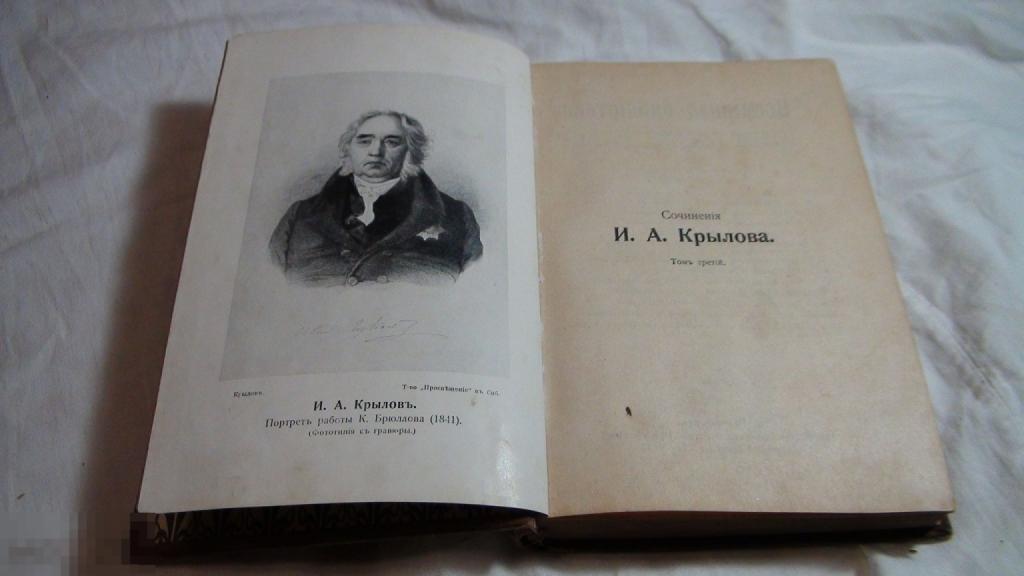 Крыловъ.
Т-во „Просвѣщеніе“ въ Спб.
И. А. Крыловъ.
Портретъ работы К. Брюллова (1841).
(Фототипія съ гравюры.)
Сочиненія
И. А. Крылова.
Томъ третій.